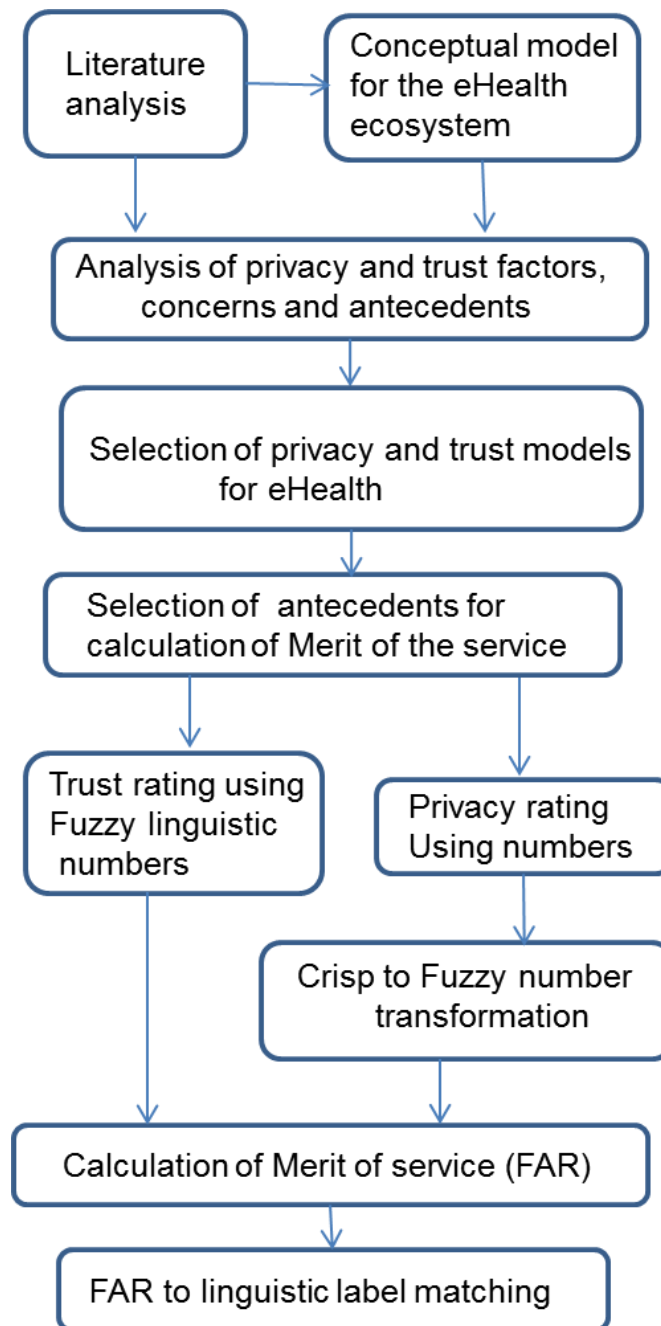 Literature
analysis
Conceptual model
for the eHealth
ecosystem
Analysis of privacy and trust factors,
concerns and antecedents
Selection of privacy and trust models
for eHealth
Selection of antecedents for
calculation of Merit of the service
Trust rating using
Fuzzy linguistic
numbers
Privacy rating
Using numbers
Crisp to Fuzzy number
transformation
Calculation of Merit of service (FAR)
FAR to linguistic label matching